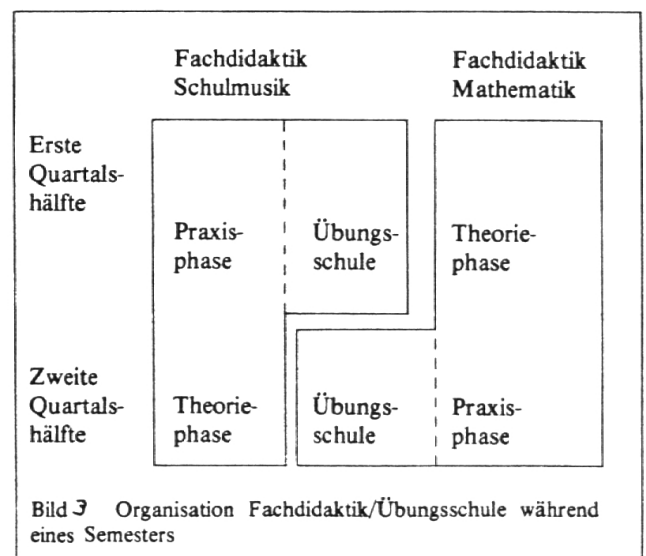 Fachdidaktik
Schulmusik
Fachdidaktik
Mathematik
Erste
Quartals-
hälfte
Praxis-
phase
Übungs-
schule
Theorie-
phase
Zweite
Quartals-
hälfte
Theorie-
phase
Übungs-
schule
Praxis-
phase
Bild 3 Organisation Fachdidaktik/Übungsschule während
eines Semesters